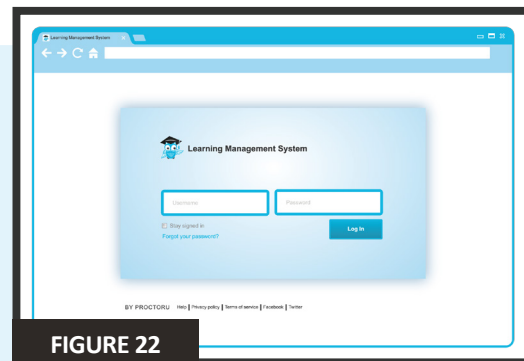 Learning Management System
Learning Management System
Username
Password
Stay signed in
Forgot your password?
Log In
BY PROCTORU Help | Privacy policy | Terms of service | Facebook | Twitter
FIGURE 22